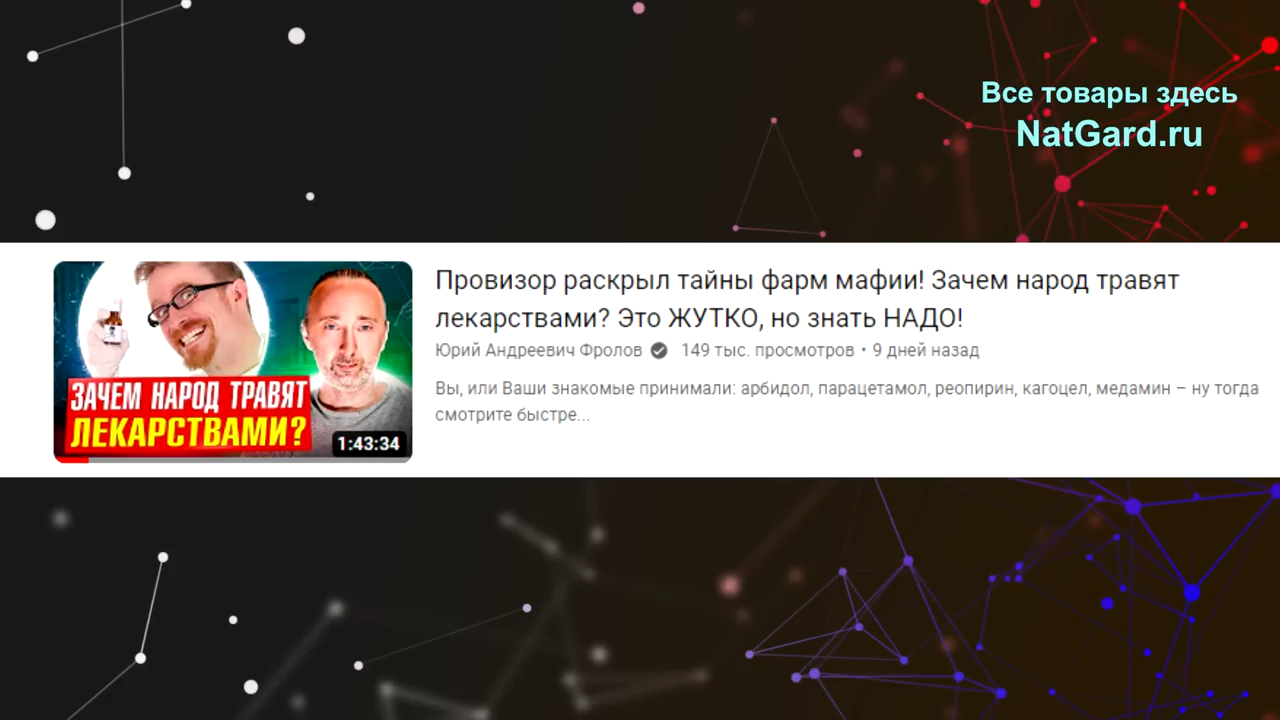 Все товары здесь
NatGard.ru
Провизор раскрыл тайны фарм мафии! Зачем народ травят
лекарствами? Это ЖУТКО, но знать НАДО!
Юрий Андреевич Фролов 149 тыс. просмотров • 9 дней назад
Вы, или Ваши знакомые принимали: арбидол, парацетамол, реопирин, кагоцел, медамин – ну тогда
смотрите быстре...
ЗАЧЕМ НАРОД ТРАВЯТ
ЛЕКАРСТВАМИ?
1:43:34